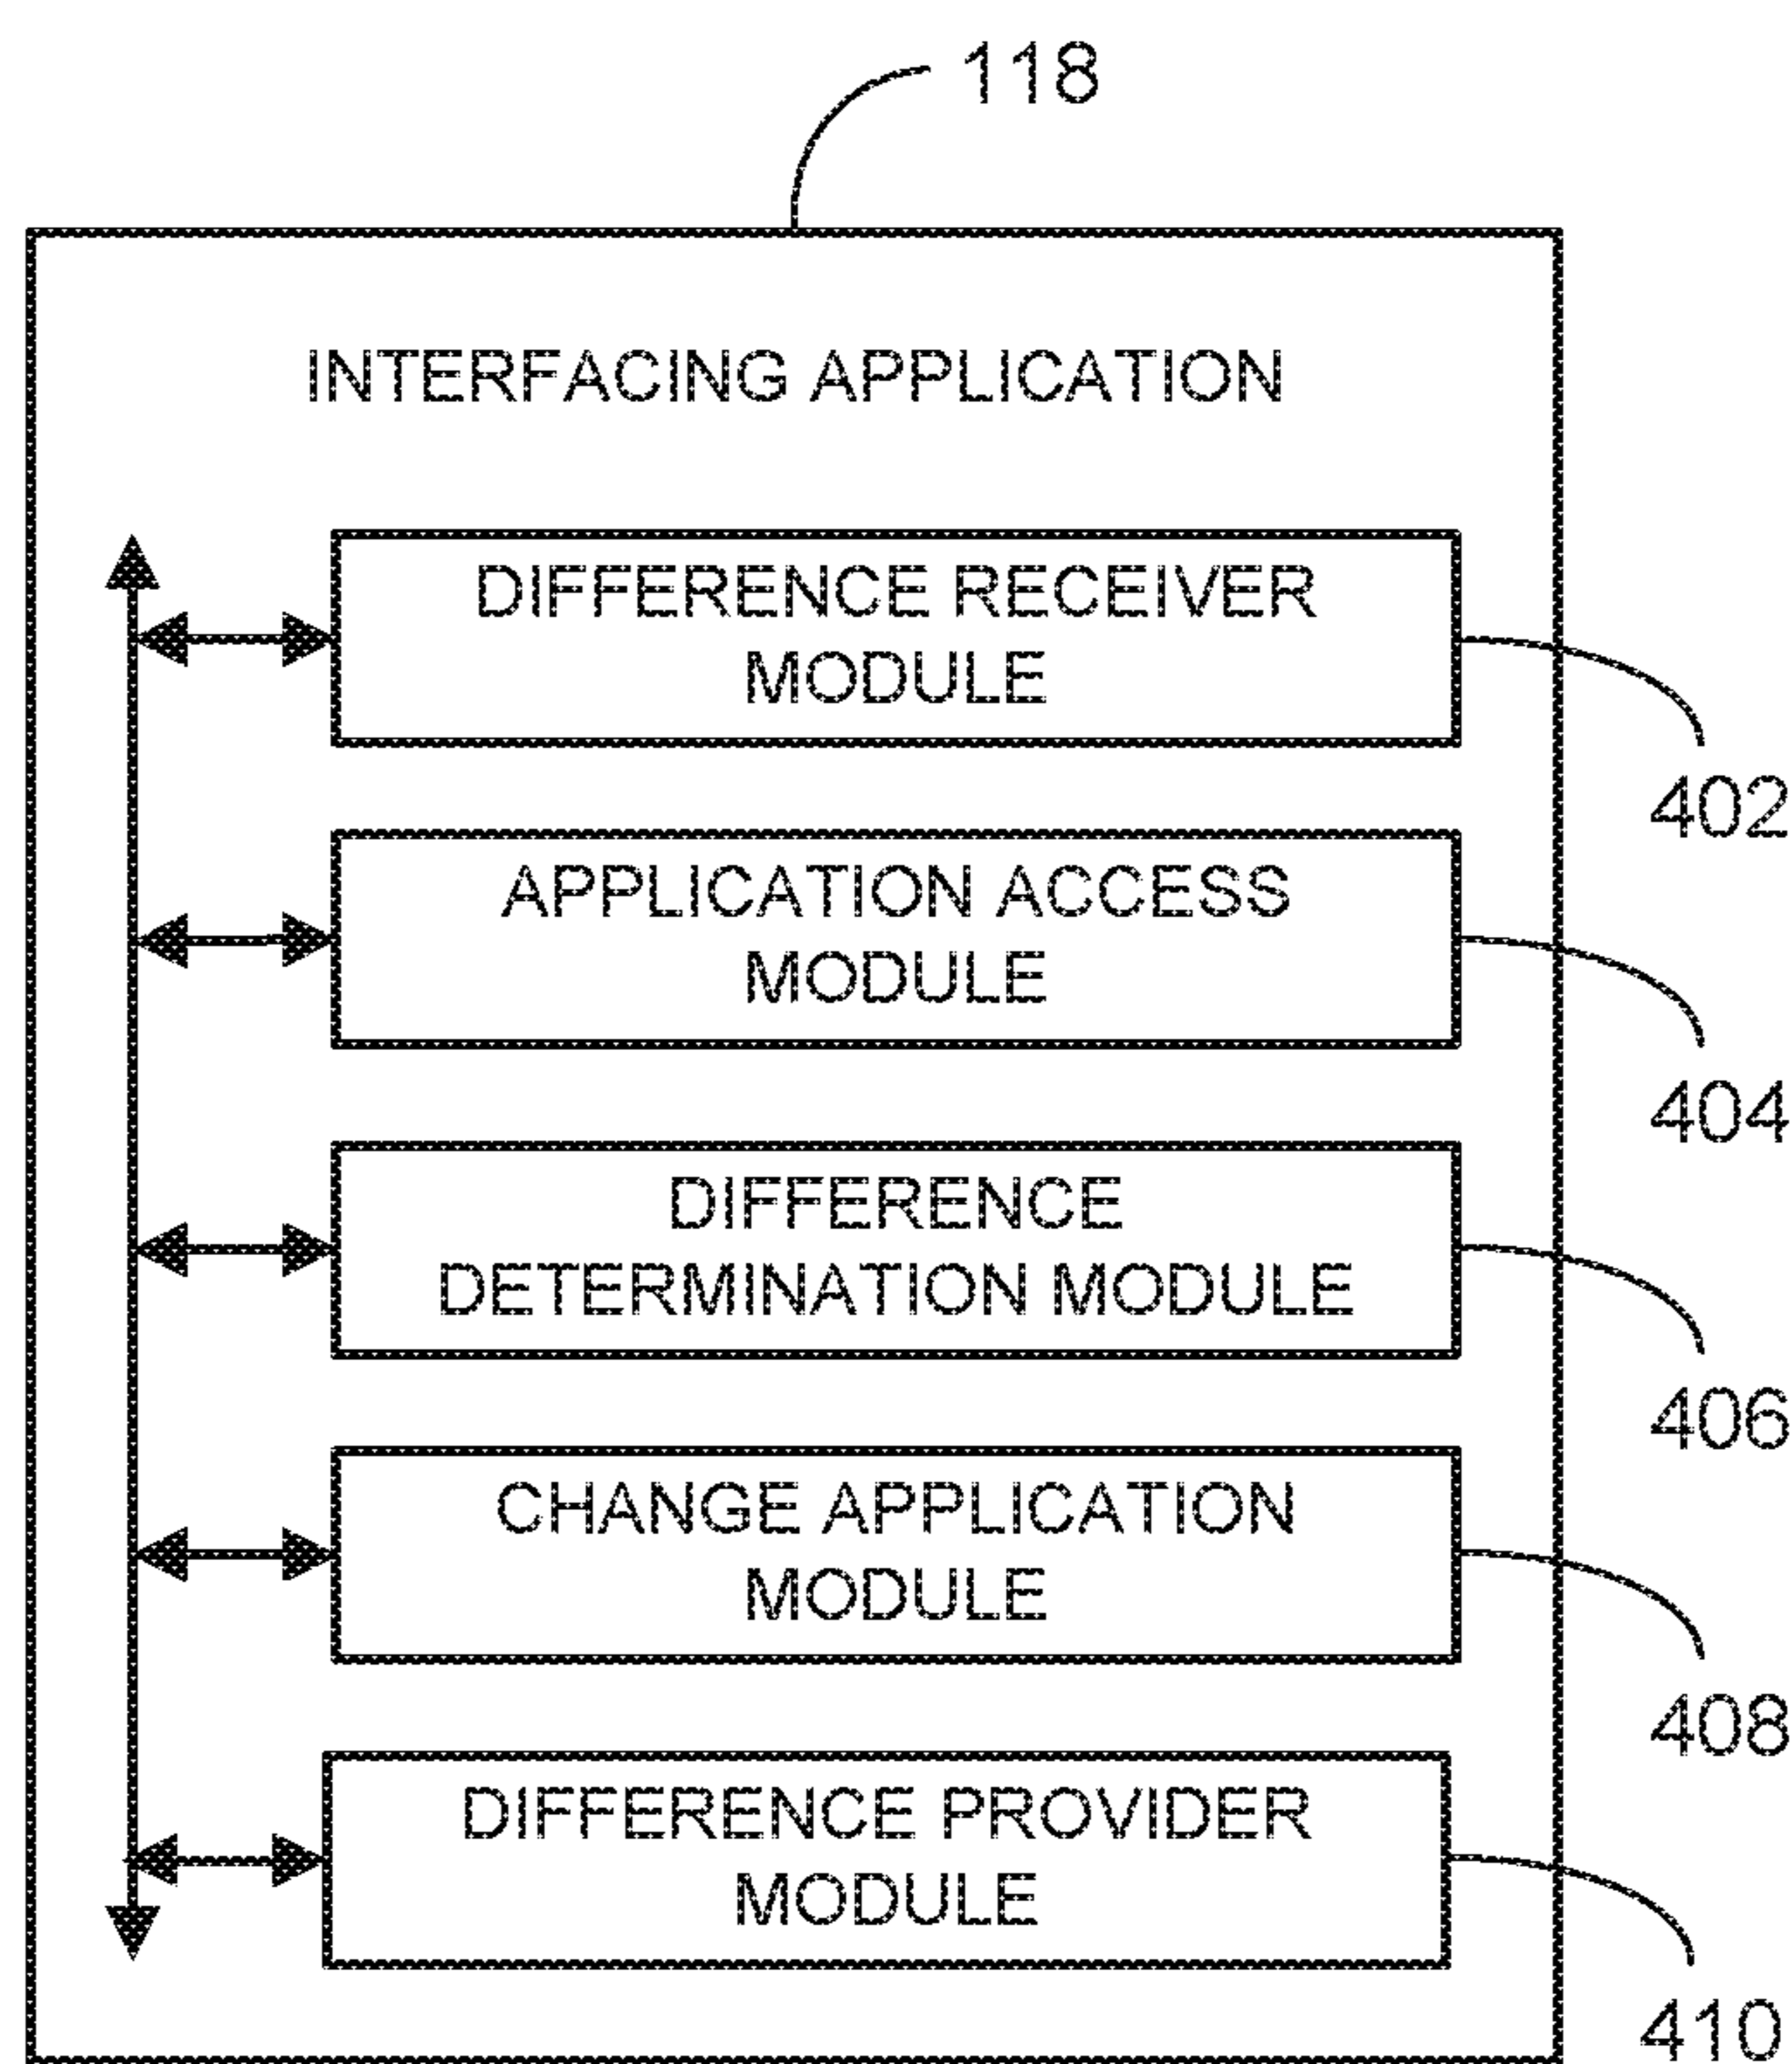 118
INTERFACING APPLICATION
DIFFERENCE RECEIVER
MODULE
402
APPLICATION ACCESS
MODULE
404
DIFFERENCE
DETERMINATION MODULE
406
CHANGE APPLICATION
MODULE
408
DIFFERENCE PROVIDER
MODULE
410